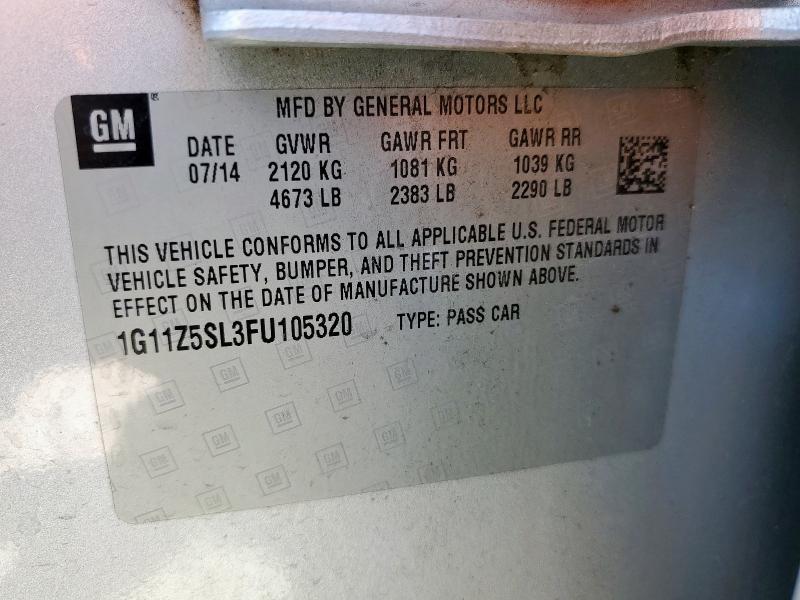 GM
MFD BY GENERAL MOTORS LLC
DATE GVWR GAWR FRT GAWR RR
07/14 2120 KG 1081 KG 1039 KG
4673 LB 2383 LB 2290 LB
THIS VEHICLE CONFORMS TO ALL APPLICABLE U.S. FEDERAL MOTOR
VEHICLE SAFETY, BUMPER, AND THEFT PREVENTION STANDARDS IN
EFFECT ON THE DATE OF MANUFACTURE SHOWN ABOVE.
1G11Z5SL3FU105320 TYPE: PASS CAR